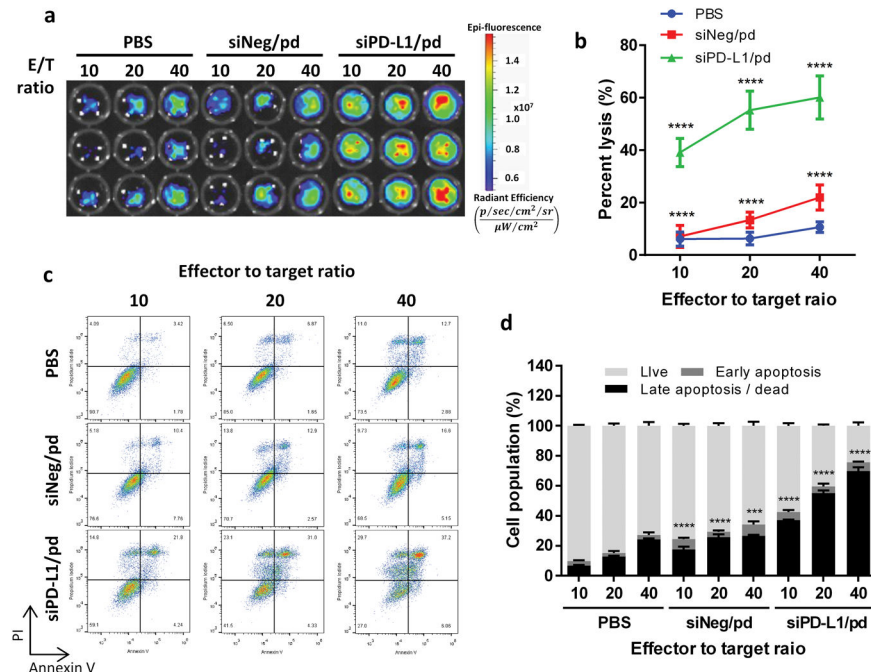 a
PBS
siNeg/pd
siPD-L1/pd
E/T
ratio
10 20 40 10 20 40 10 20 40
Epi-fluorescence
1.4
1.2
x10⁷
1.0
0.8
0.6
Radiant Efficiency
(p/sec/cm²/sr
μW/cm²)
b
PBS
siNeg/pd
siPD-L1/pd
Percent lysis (%)
80
60
40
20
0
****
****
****
****
****
****
10 20 40
Effector to target raio
c
Effector to target ratio
10 20 40
PBS
siNeg/pd
siPD-L1/pd
Propidium Iodide
Annexin V
PI
Annexin V
d
LIve
Early apoptosis
Late apoptosis / dead
Cell population (%)
140
120
100
80
60
40
20
0
****
****
***
****
****
****
10 20 40 10 20 40 10 20 40
PBS
siNeg/pd
siPD-L1/pd
Effector to target raio